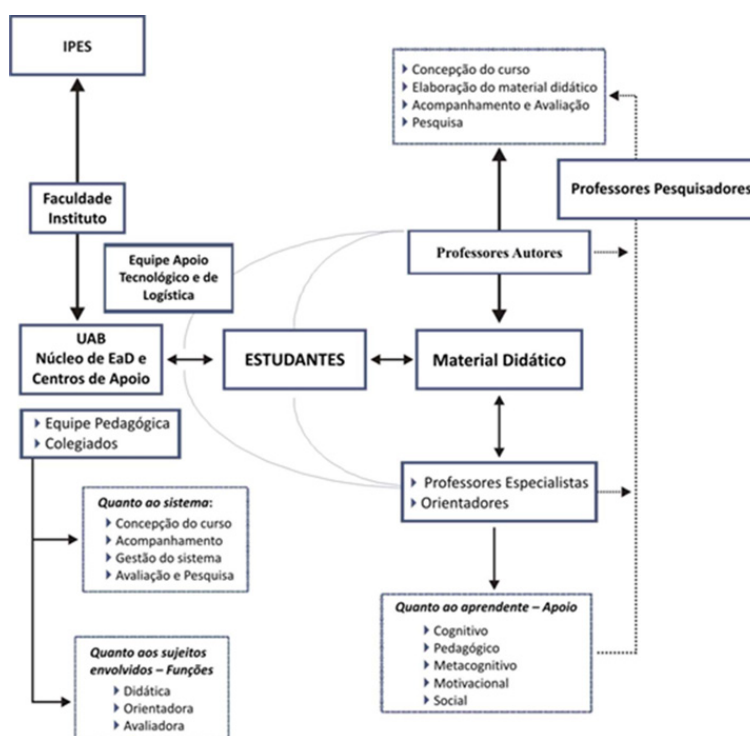 IPES
Faculdade
Instituto
Equipe Apoio
Tecnológico e de
Logística
UAB
Núcleo de EaD e
Centros de Apoio
Equipe Pedagógica
Colegiados
Quanto ao sistema:
Concepção do curso
Acompanhamento
Gestão do sistema
Avaliação e Pesquisa
Quanto aos sujeitos
envolvidos – Funções
Didática
Orientadora
Avaliadora
ESTUDANTES
Concepção do curso
Elaboração do material didático
Acompanhamento e Avaliação
Pesquisa
Professores Pesquisadores
Professores Autores
Material Didático
Professores Especialistas
Orientadores
Quanto ao aprendente – Apoio
Cognitivo
Pedagógico
Metacognitivo
Motivacional
Social